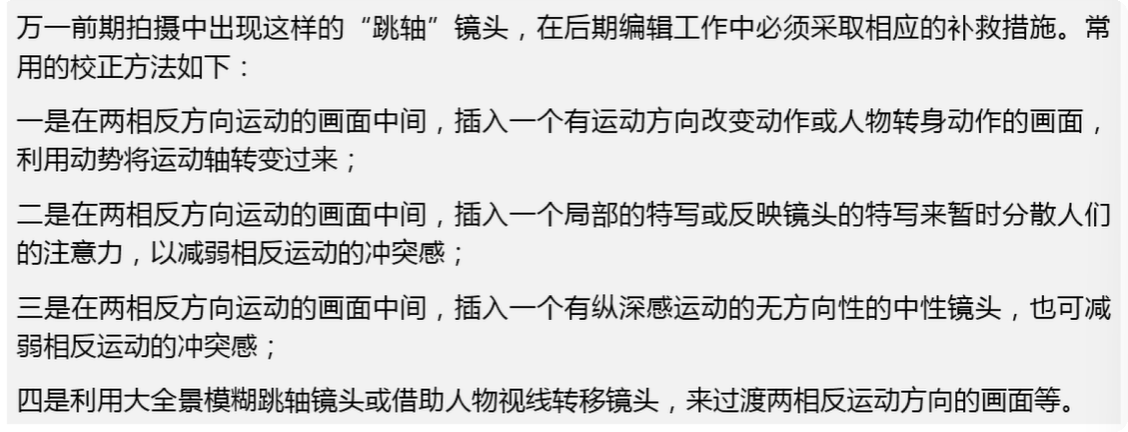 万一前期拍摄中出现这样的“跳轴”镜头，在后期编辑工作中必须采取相应的补救措施。常
用的校正方法如下：
一是在两相反方向运动的画面中间，插入一个有运动方向改变动作或人物转身动作的画面，
利用动势将运动轴转变过来；
二是在两相反方向运动的画面中间，插入一个局部的特写或反映镜头的特写来暂时分散人们
的注意力，以减弱相反运动的冲突感；
三是在两相反方向运动的画面中间，插入一个有纵深感运动的无方向性的中性镜头，也可减
弱相反运动的冲突感；
四是利用大全景模糊跳轴镜头或借助人物视线转移镜头，来过渡两相反运动方向的画面等。